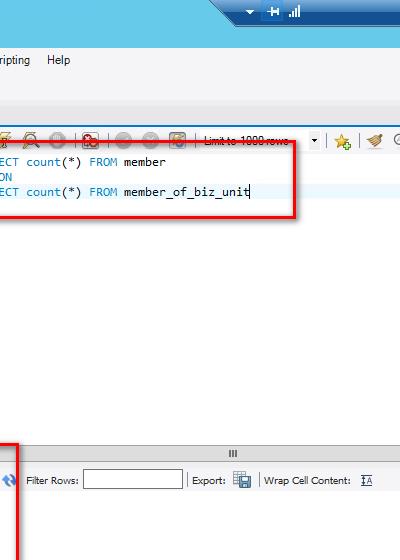 ripting Help
Limit to 1000 rows
ECT count(*) FROM member
ON
ECT count(*) FROM member_of_biz_unit
Filter Rows: Export: Wrap Cell Content: